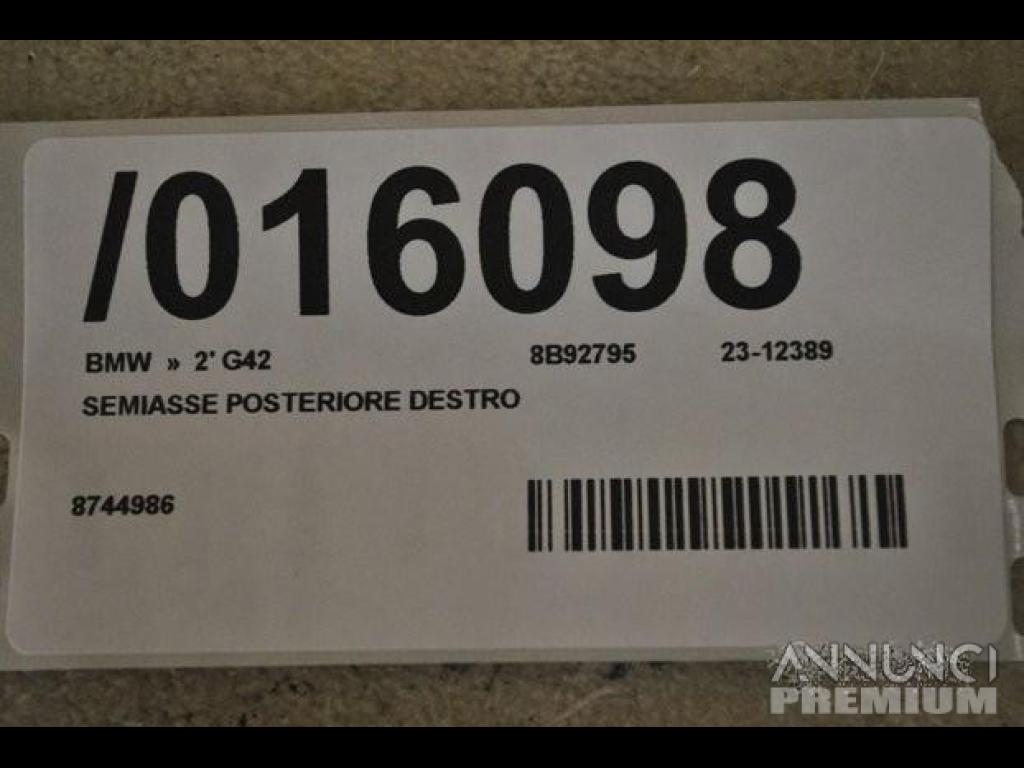 /016098
BMW » 2' G42 8B92795 23-12389
SEMIASSE POSTERIORE DESTRO
8744986
ANNUNCI
PREMIUM